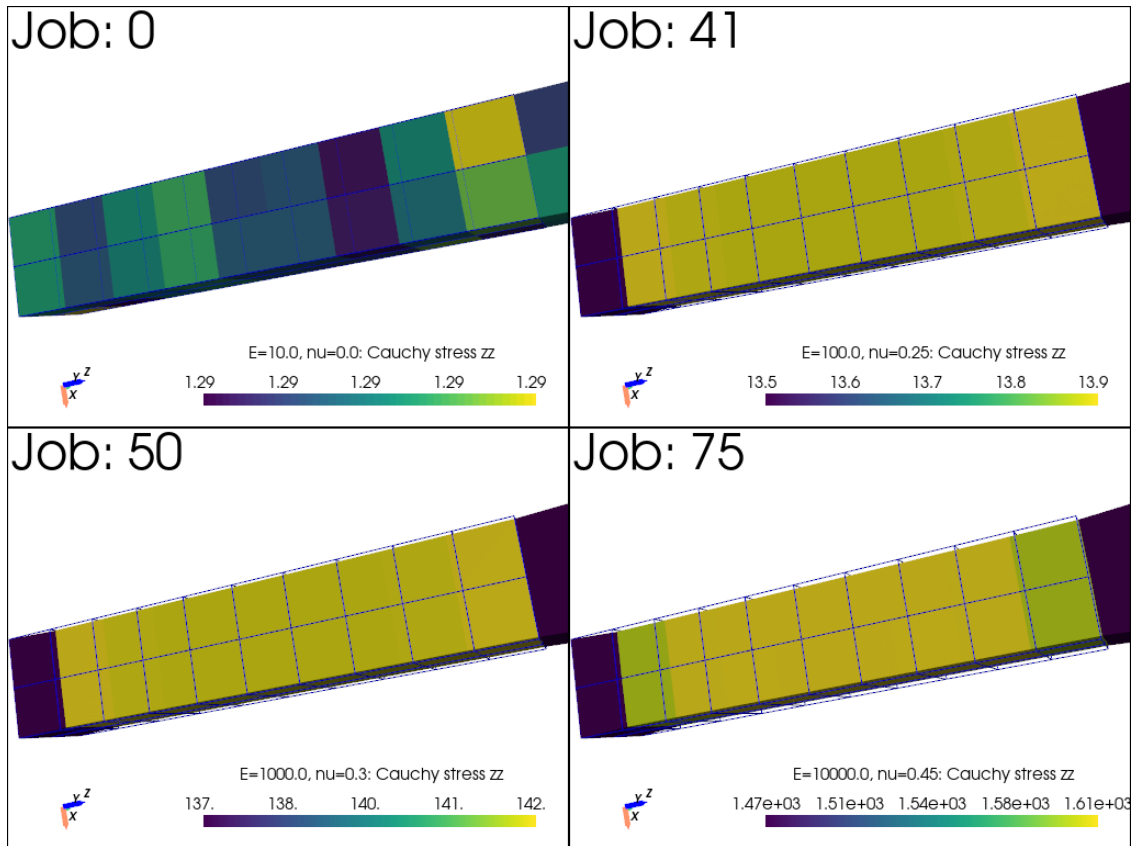 Job: 0
E=10.0, nu=0.0: Cauchy stress zz
1.29 1.29 1.29 1.29 1.29
Y Z
X
Job: 41
E=100.0, nu=0.25: Cauchy stress zz
13.5 13.6 13.7 13.8 13.9
Y Z
X
Job: 50
E=1000.0, nu=0.3: Cauchy stress zz
137. 138. 140. 141. 142.
Y Z
X
Job: 75
E=10000.0, nu=0.45: Cauchy stress zz
1.47e+03 1.51e+03 1.54e+03 1.58e+03 1.61e+03
Y Z
X